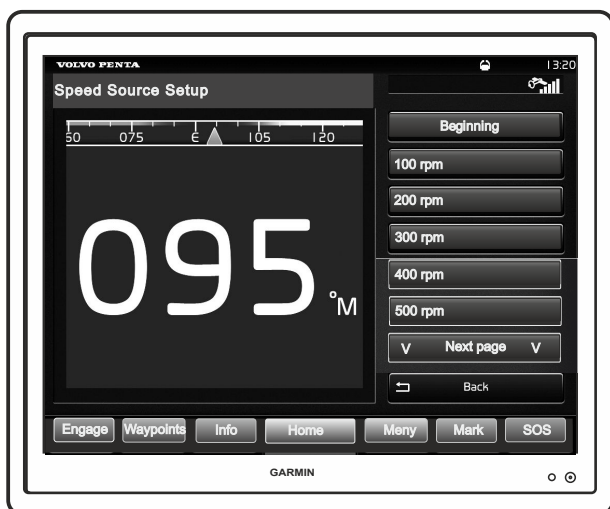 VOLVO PENTA 13:20
Speed Source Setup
60 075 E 105 120
095 °M
Beginning
100 rpm
200 rpm
300 rpm
400 rpm
500 rpm
V Next page V
Back
Engage Waypoints Info Home Meny Mark SOS
GARMIN